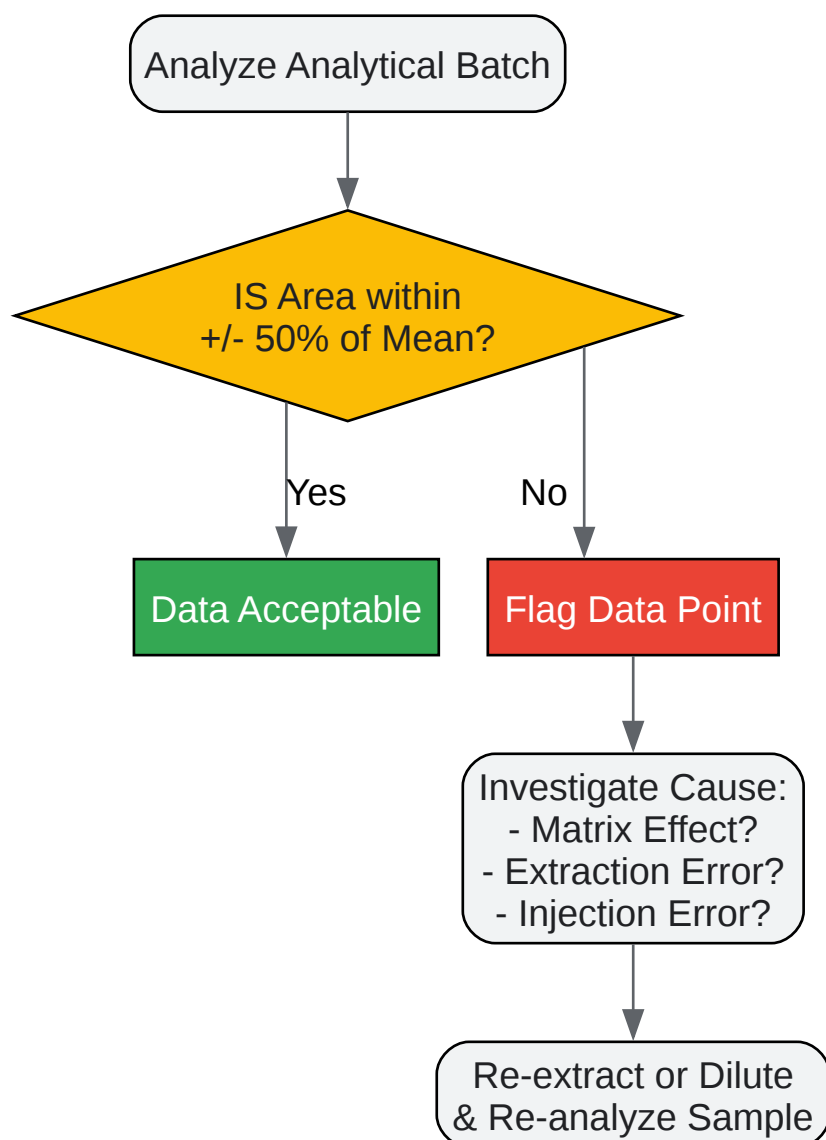 Analyze Analytical Batch
IS Area within
+/- 50% of Mean?
Yes
No
Data Acceptable
Flag Data Point
Investigate Cause:
- Matrix Effect?
- Extraction Error?
- Injection Error?
Re-extract or Dilute
& Re-analyze Sample